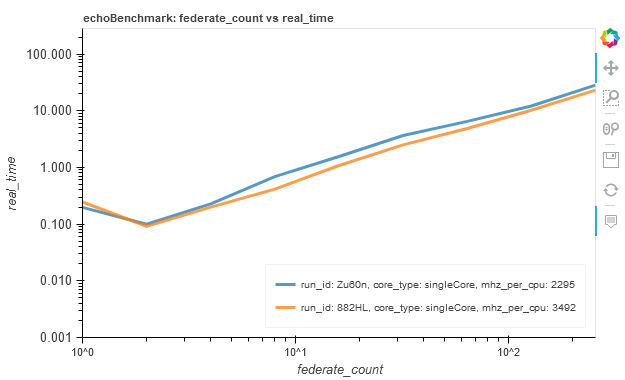 echoBenchmark: federate_count vs real_time
100.000
10.000
1.000
0.100
0.010
0.001
real_time
run_id: Zu60n, core_type: singleCore, mhz_per_cpu: 2295
run_id: 882HL, core_type: singleCore, mhz_per_cpu: 3492
10^0
10^1
10^2
federate_count